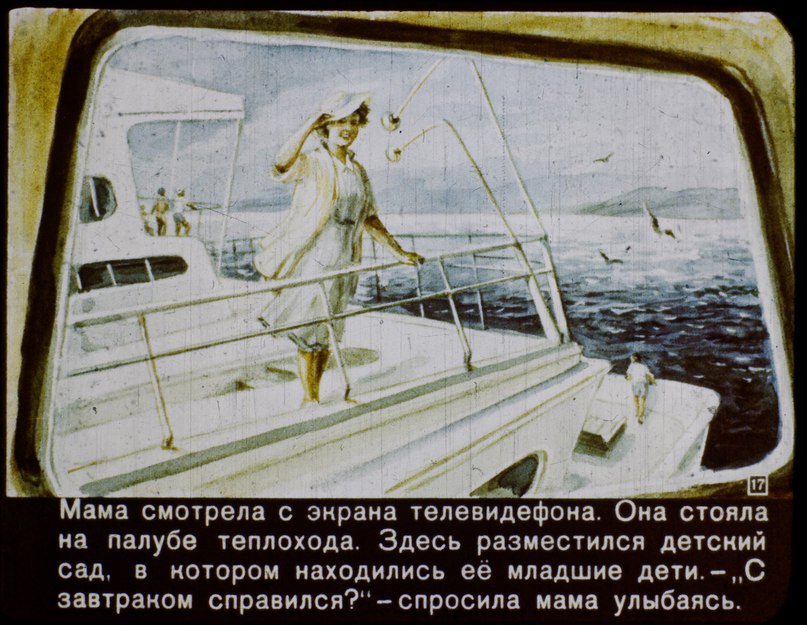 17
Мама смотрела с экрана телевидефона. Она стояла
на палубе теплохода. Здесь разместился детский
сад, в котором находились её младшие дети.–„С
завтраком справился?“–спросила мама улыбаясь.